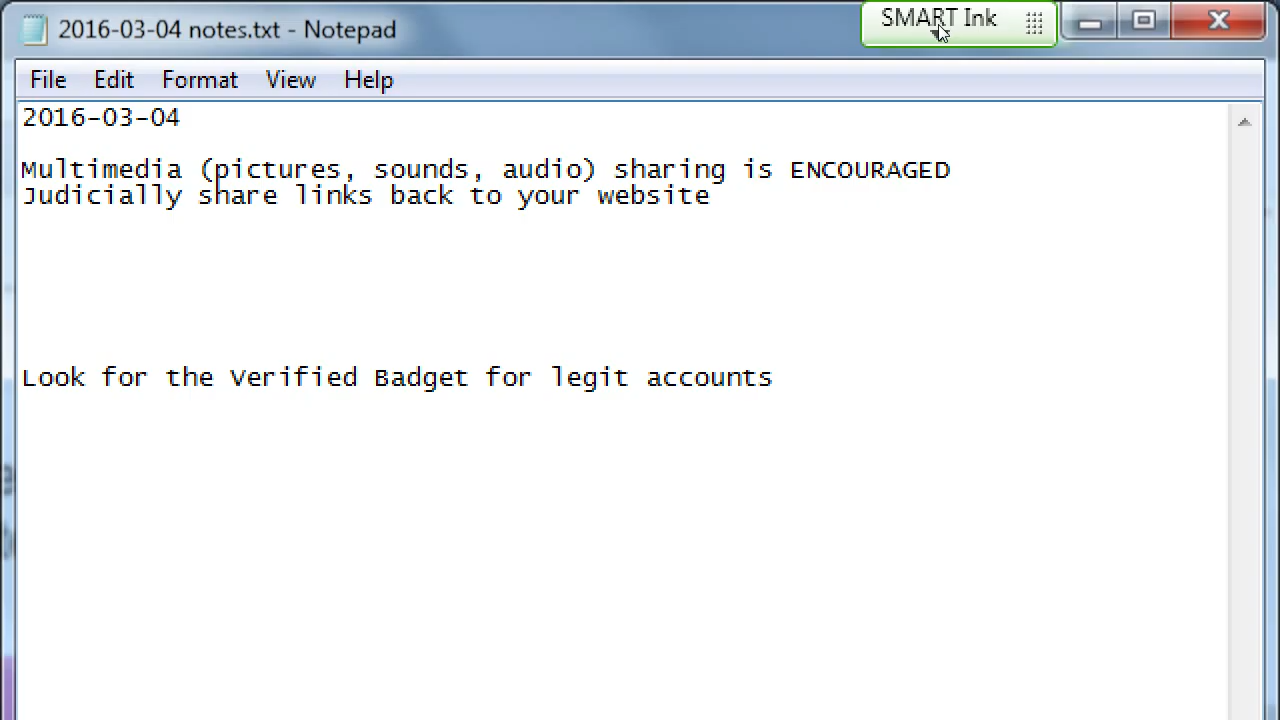 2016-03-04 notes.txt - Notepad
SMART Ink
File Edit Format View Help
2016-03-04
Multimedia (pictures, sounds, audio) sharing is ENCOURAGED
Judicially share links back to your website
Look for the Verified Badget for legit accounts